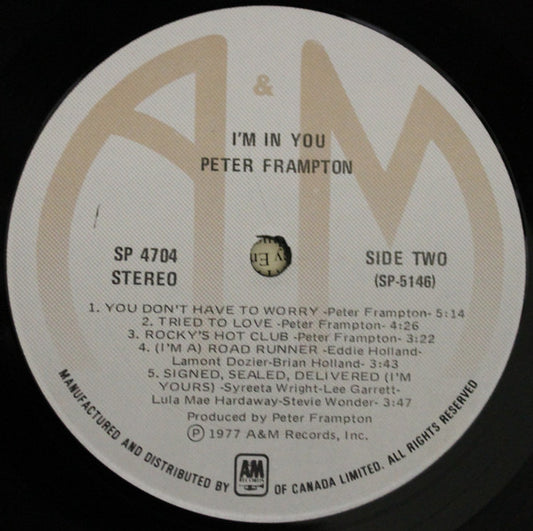 A & M
I'M IN YOU
PETER FRAMPTON
SP 4704
STEREO
SIDE TWO
(SP-5146)
1. YOU DON'T HAVE TO WORRY -Peter Frampton- 5:14
2. TRIED TO LOVE -Peter Frampton- 4:26
3. ROCKY'S HOT CLUB -Peter Frampton- 3:22
4. (I'M A) ROAD RUNNER -Eddie Holland-
Lamont Dozier-Brian Holland- 3:43
5. SIGNED, SEALED, DELIVERED (I'M
YOURS) -Syreeta Wright-Lee Garrett-
Lula Mae Hardaway-Stevie Wonder- 3:47
Produced by Peter Frampton
Ⓟ 1977 A&M Records, Inc.
MANUFACTURED AND DISTRIBUTED BY A&M RECORDS OF CANADA LIMITED. ALL RIGHTS RESERVED